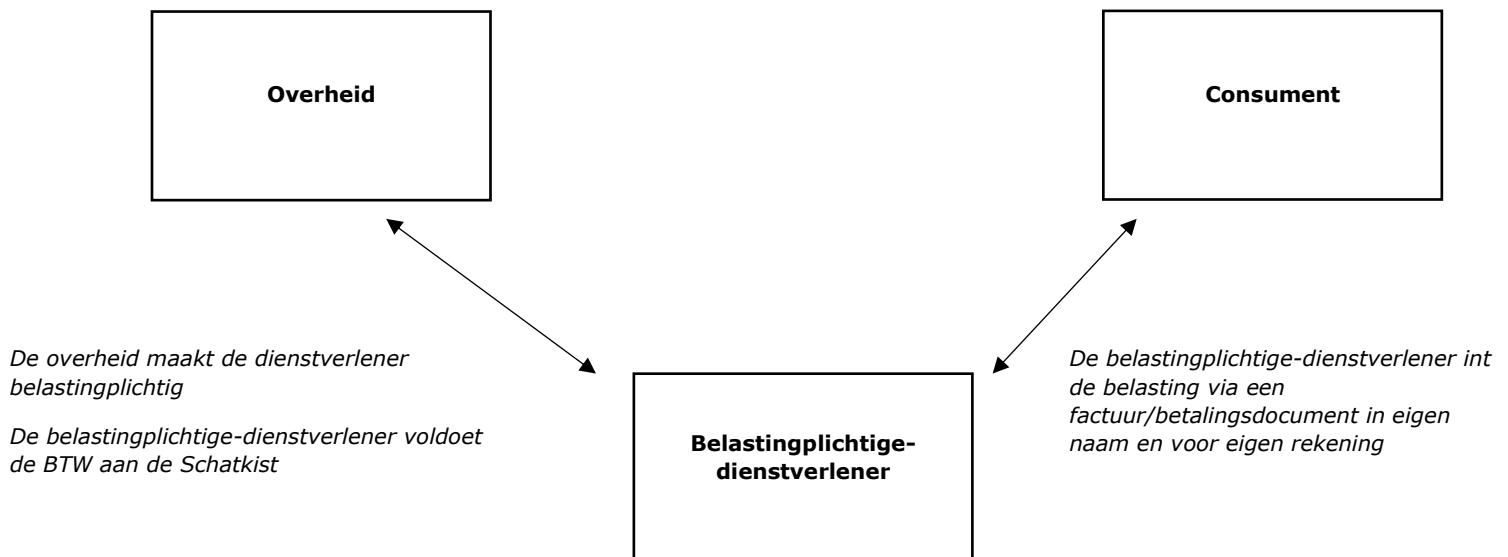 Overheid
Consument
De overheid maakt de dienstverlener
belastingplichtig
De belastingplichtige-dienstverlener voldoet
de BTW aan de Schatkist
De belastingplichtige-dienstverlener int
de belasting via een
factuur/betalingsdocument in eigen
naam en voor eigen rekening
Belastingplichtige-
dienstverlener